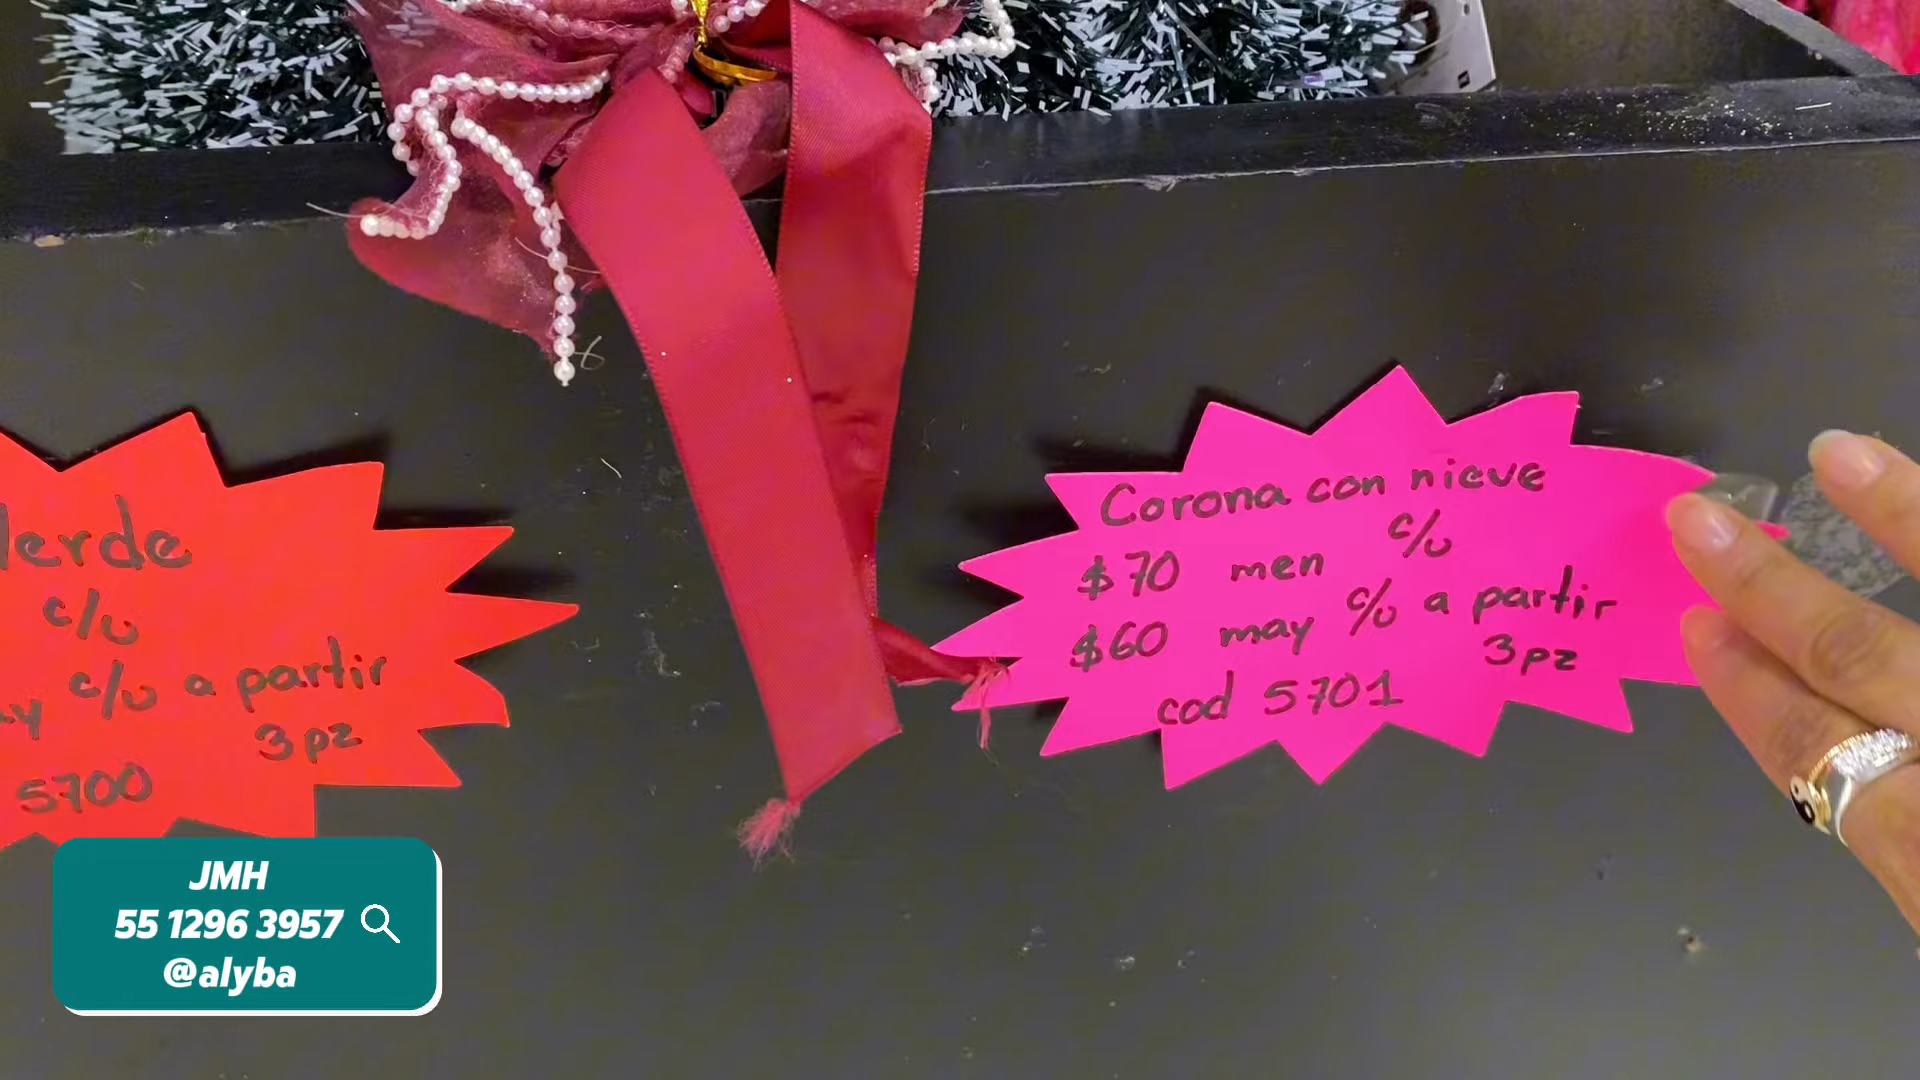 c/u
c/u a partir
3pz
5700
Corona con nieve
$70 men c/u
$60 may c/u a partir
3pz
cod 5701
JMH
55 1296 3957
@alyba